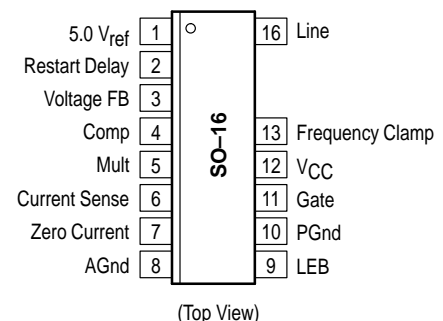 5.0 Vref 1 16 Line
Restart Delay 2
Voltage FB 3
Comp 4 13 Frequency Clamp
Mult 5 12 VCC
Current Sense 6 11 Gate
Zero Current 7 10 PGnd
AGnd 8 9 LEB
SO–16
(Top View)